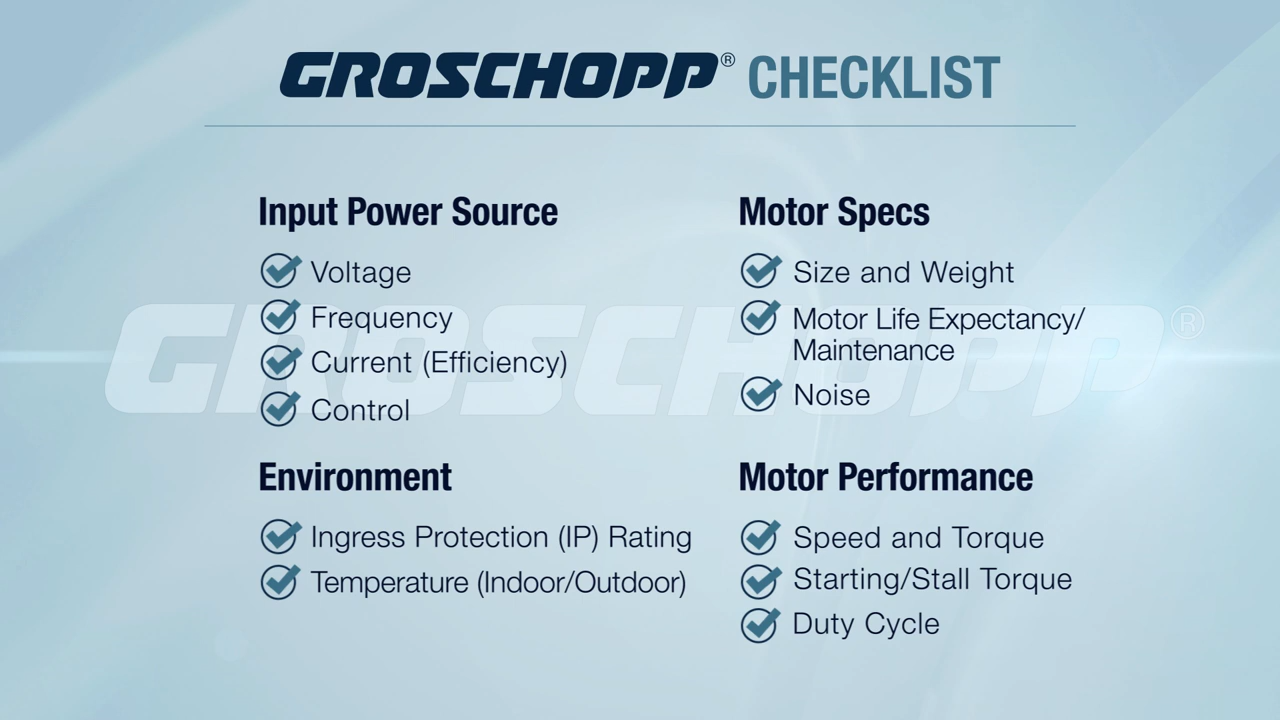 GROSCHOPP® CHECKLIST
Input Power Source
Voltage
Frequency
Current (Efficiency)
Control
Environment
Ingress Protection (IP) Rating
Temperature (Indoor/Outdoor)
Motor Specs
Size and Weight
Motor Life Expectancy/
Maintenance
Noise
Motor Performance
Speed and Torque
Starting/Stall Torque
Duty Cycle
GROSCHOPP®